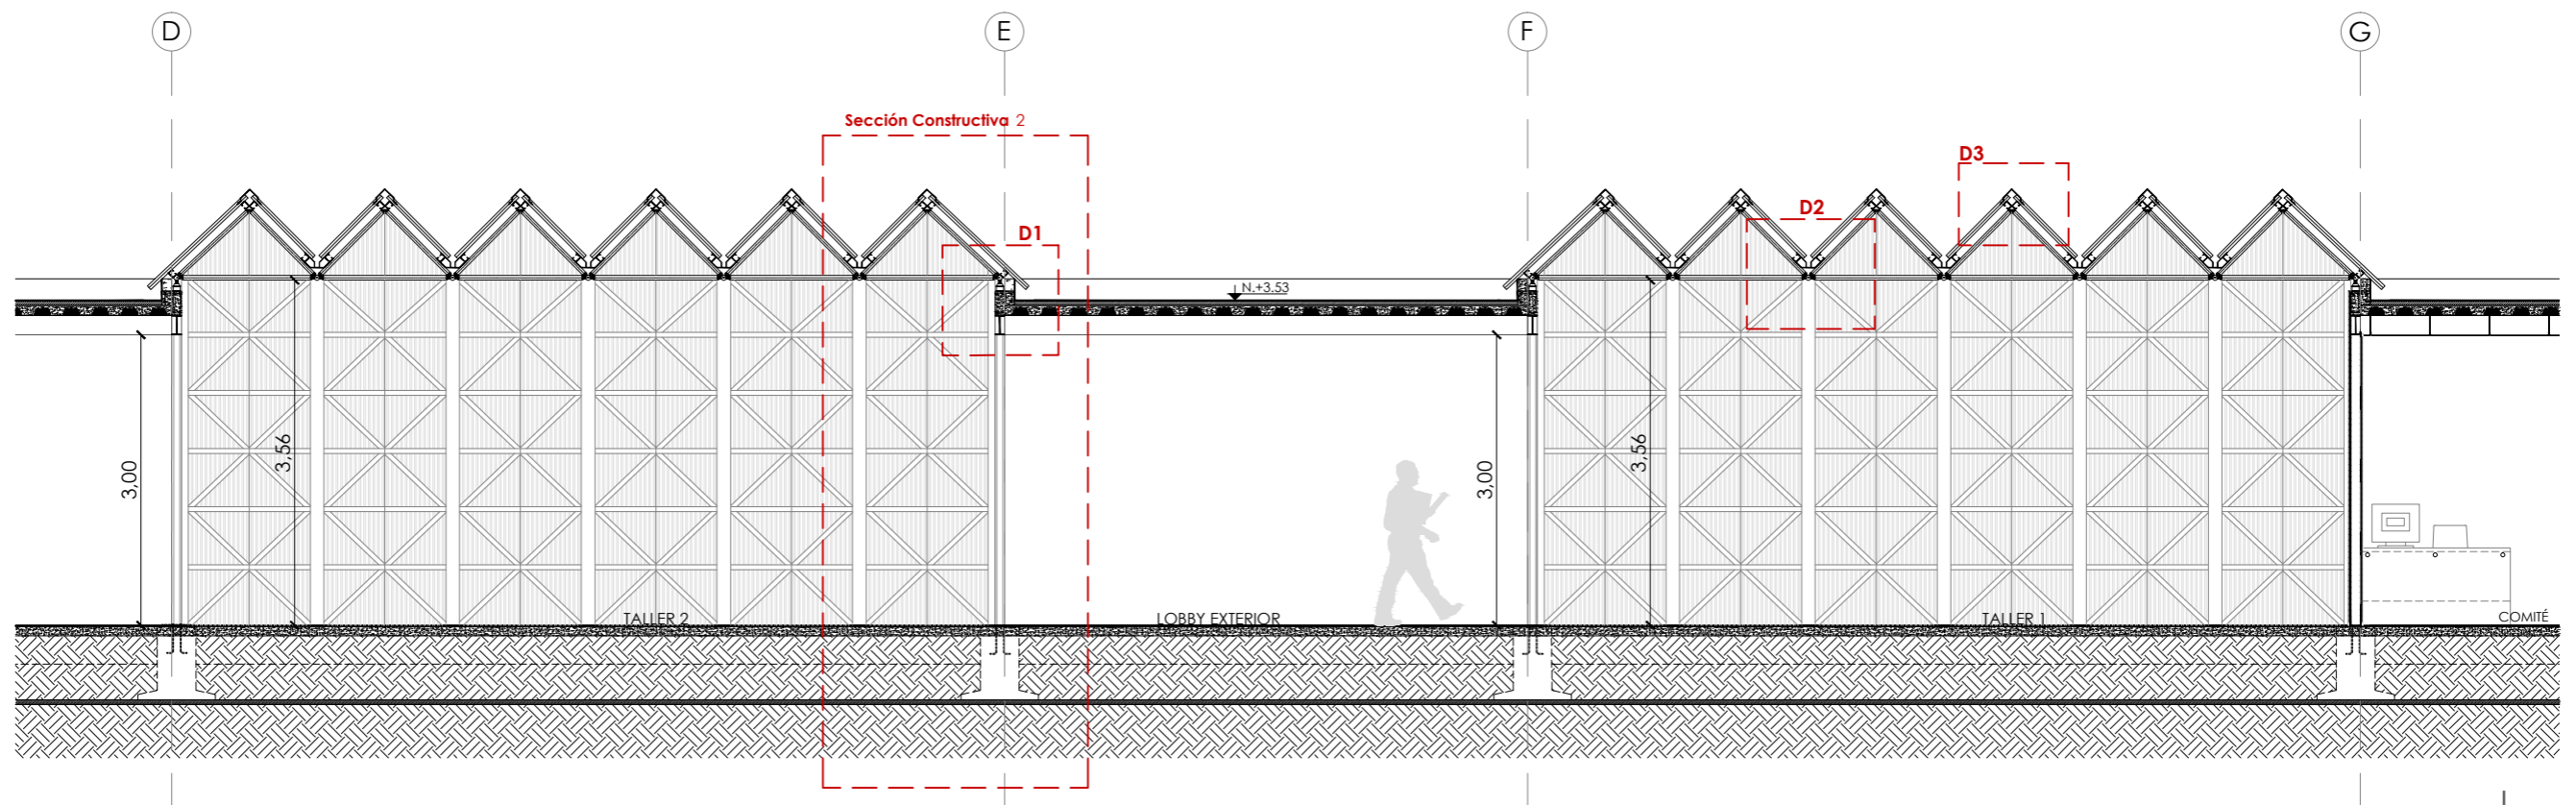 D
E
F
G
Sección Constructiva 2
D3
D2
D1
N.+3.53
3,00
3,56
3,00
3,56
TALLER 2
LOBBY EXTERIOR
TALLER 1
COMITÉ